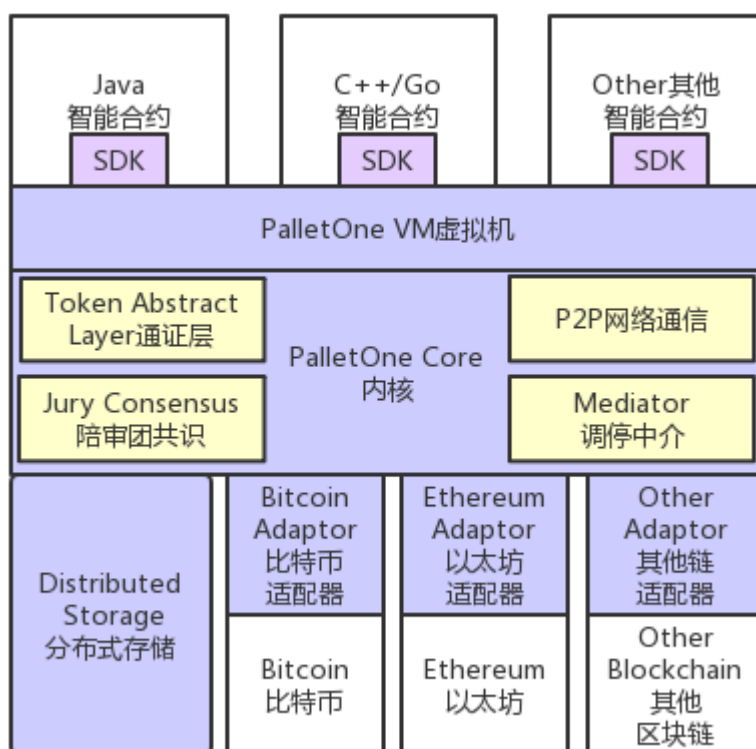 Java
智能合约
SDK
C++/Go
智能合约
SDK
Other其他
智能合约
SDK
PalletOne VM虚拟机
Token Abstract
Layer通证层
Jury Consensus
陪审团共识
PalletOne Core
内核
P2P网络通信
Mediator
调停中介
Distributed
Storage
分布式存储
Bitcoin
Adaptor
比特币
适配器
Ethereum
Adaptor
以太坊
适配器
Other
Adaptor
其他链
适配器
Bitcoin
比特币
Ethereum
以太坊
Other
Blockchain
其他
区块链